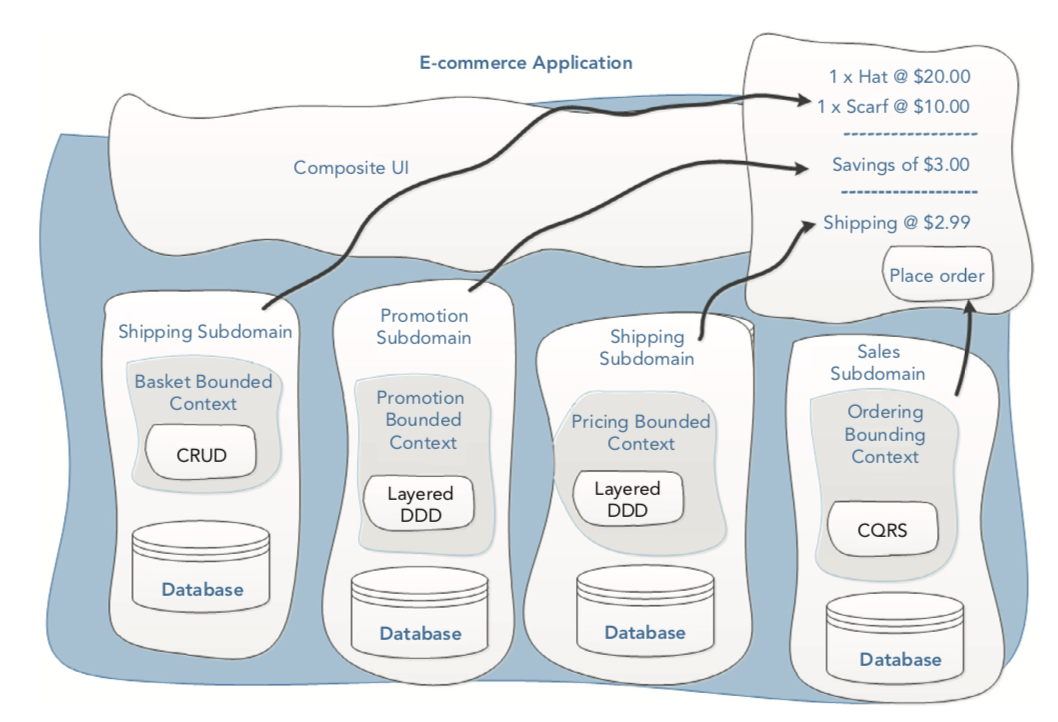 E-commerce Application
1 x Hat @ $20.00
1 x Scarf @ $10.00
-----------------
Savings of $3.00
-----------------
Shipping @ $2.99
Place order
Composite UI
Shipping Subdomain
Basket Bounded
Context
CRUD
Database
Promotion
Subdomain
Promotion
Bounded
Context
Layered
DDD
Database
Shipping
Subdomain
Pricing Bounded
Context
Layered
DDD
Database
Sales
Subdomain
Ordering
Bounding
Context
CQRS
Database